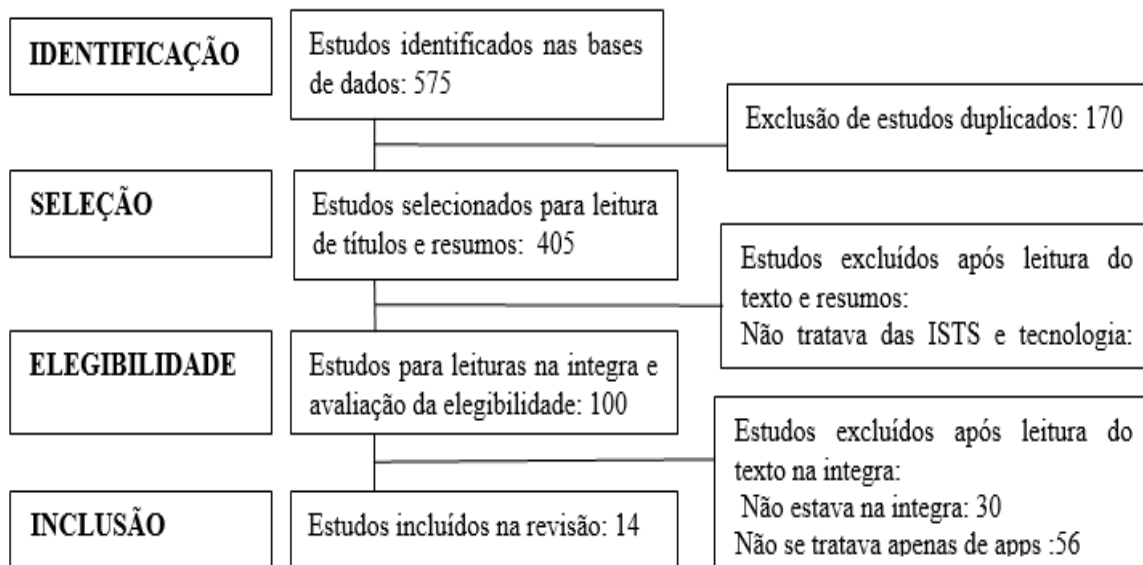 IDENTIFICAÇÃO
Estudos identificados nas bases
de dados: 575
Exclusão de estudos duplicados: 170
SELEÇÃO
Estudos selecionados para leitura
de títulos e resumos: 405
Estudos excluídos após leitura do
texto e resumos:
Não tratava das ISTS e tecnologia:
ELEGIBILIDADE
Estudos para leituras na integra e
avaliação da elegibilidade: 100
Estudos excluídos após leitura do
texto na integra:
Não estava na integra: 30
Não se tratava apenas de apps :56
INCLUSÃO
Estudos incluídos na revisão: 14